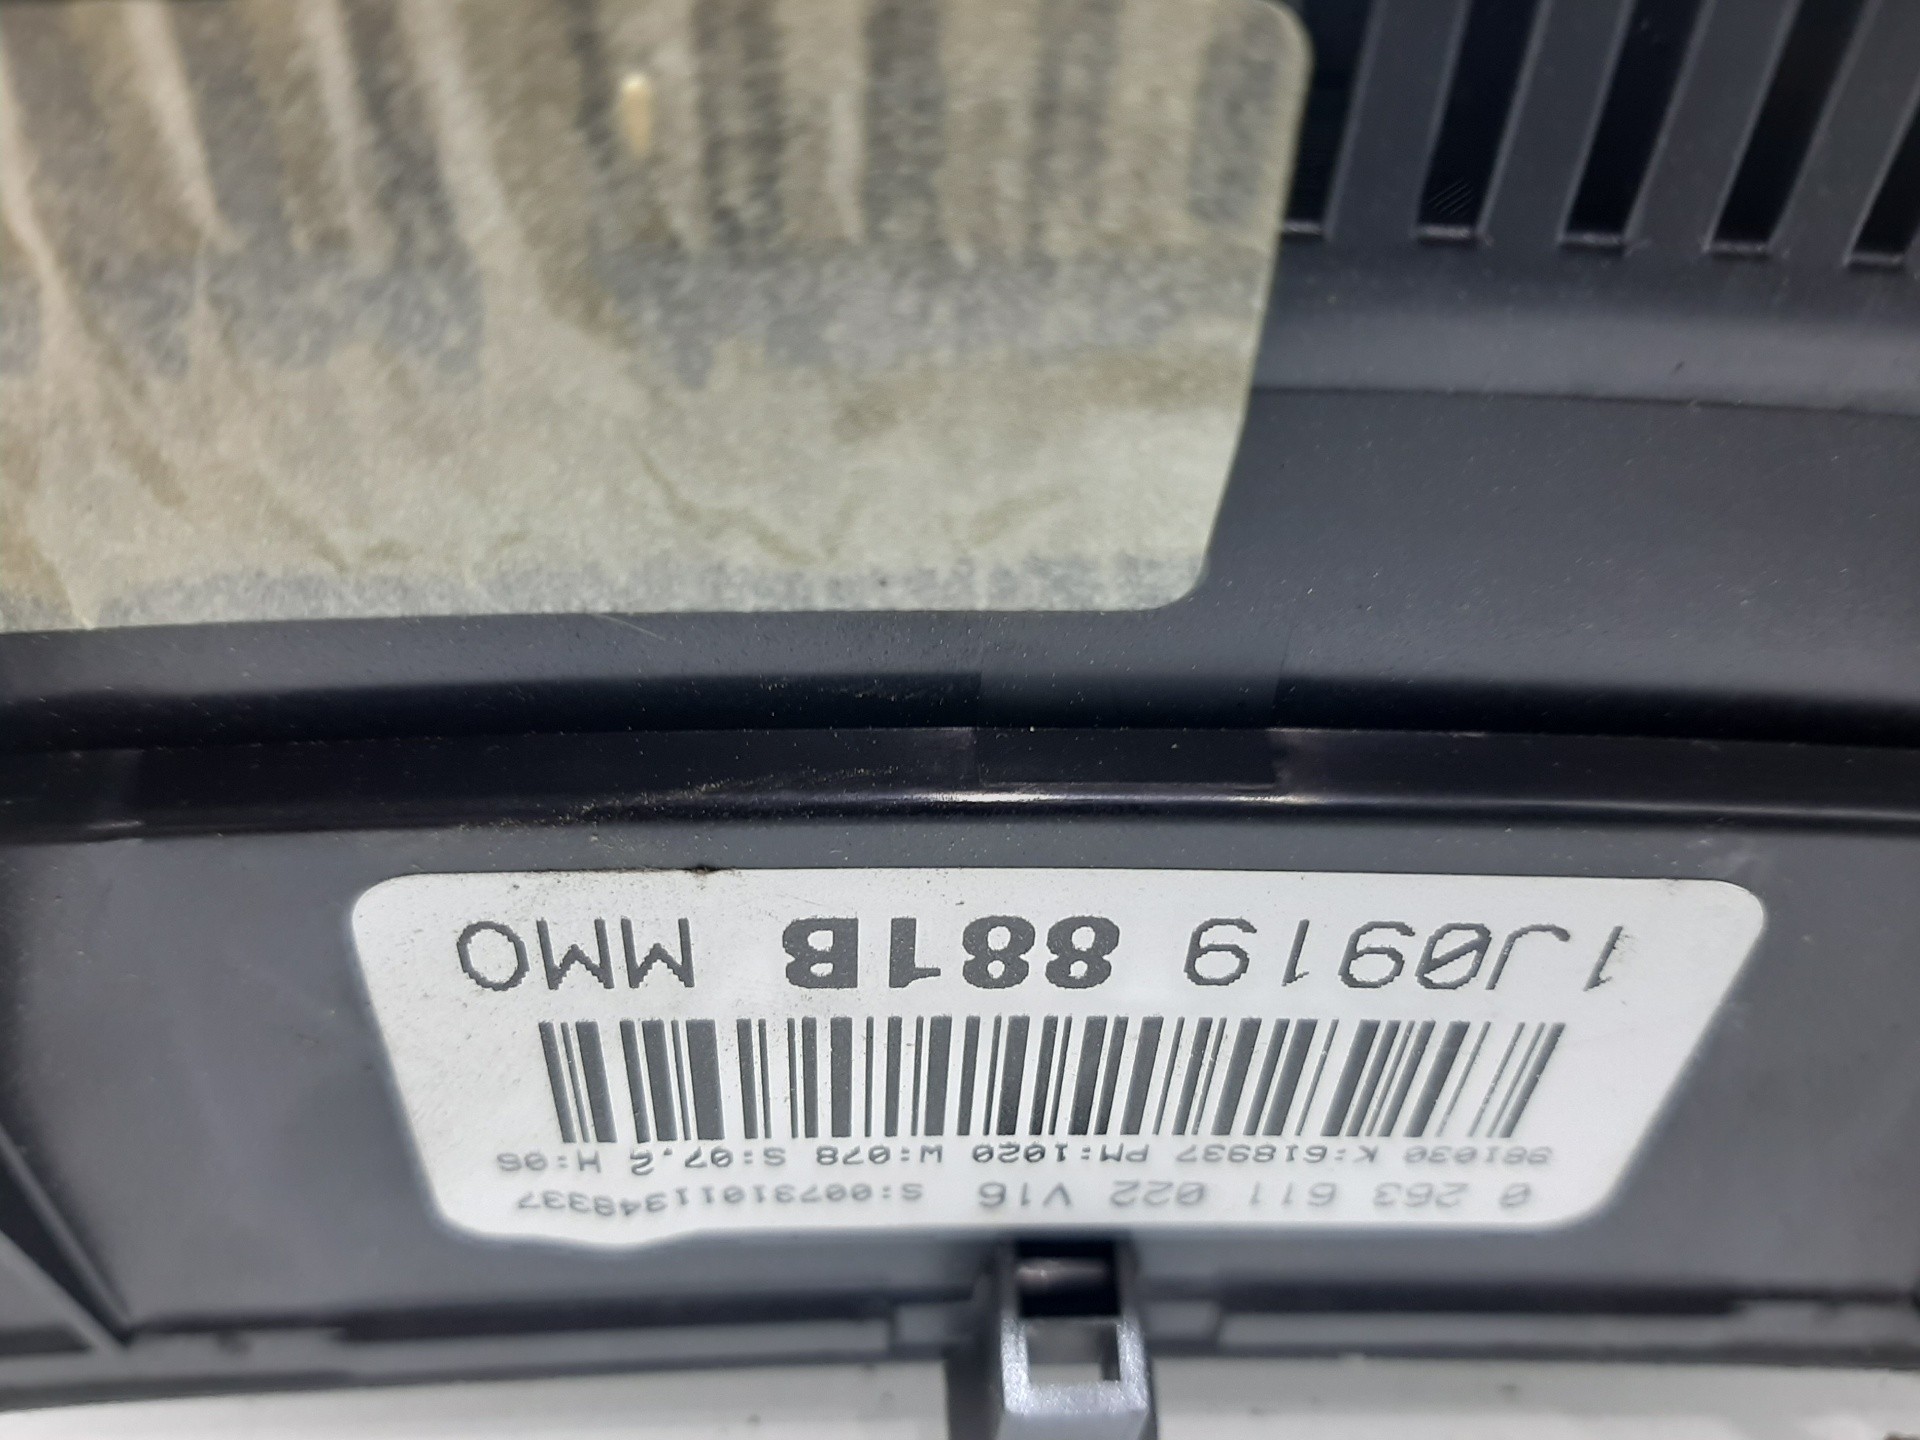 1J0919 881B MMO
981030 K:618937 PM:1020 W:078 S:07.2 H:06
0 263 611 022 V16 S:00731011348337